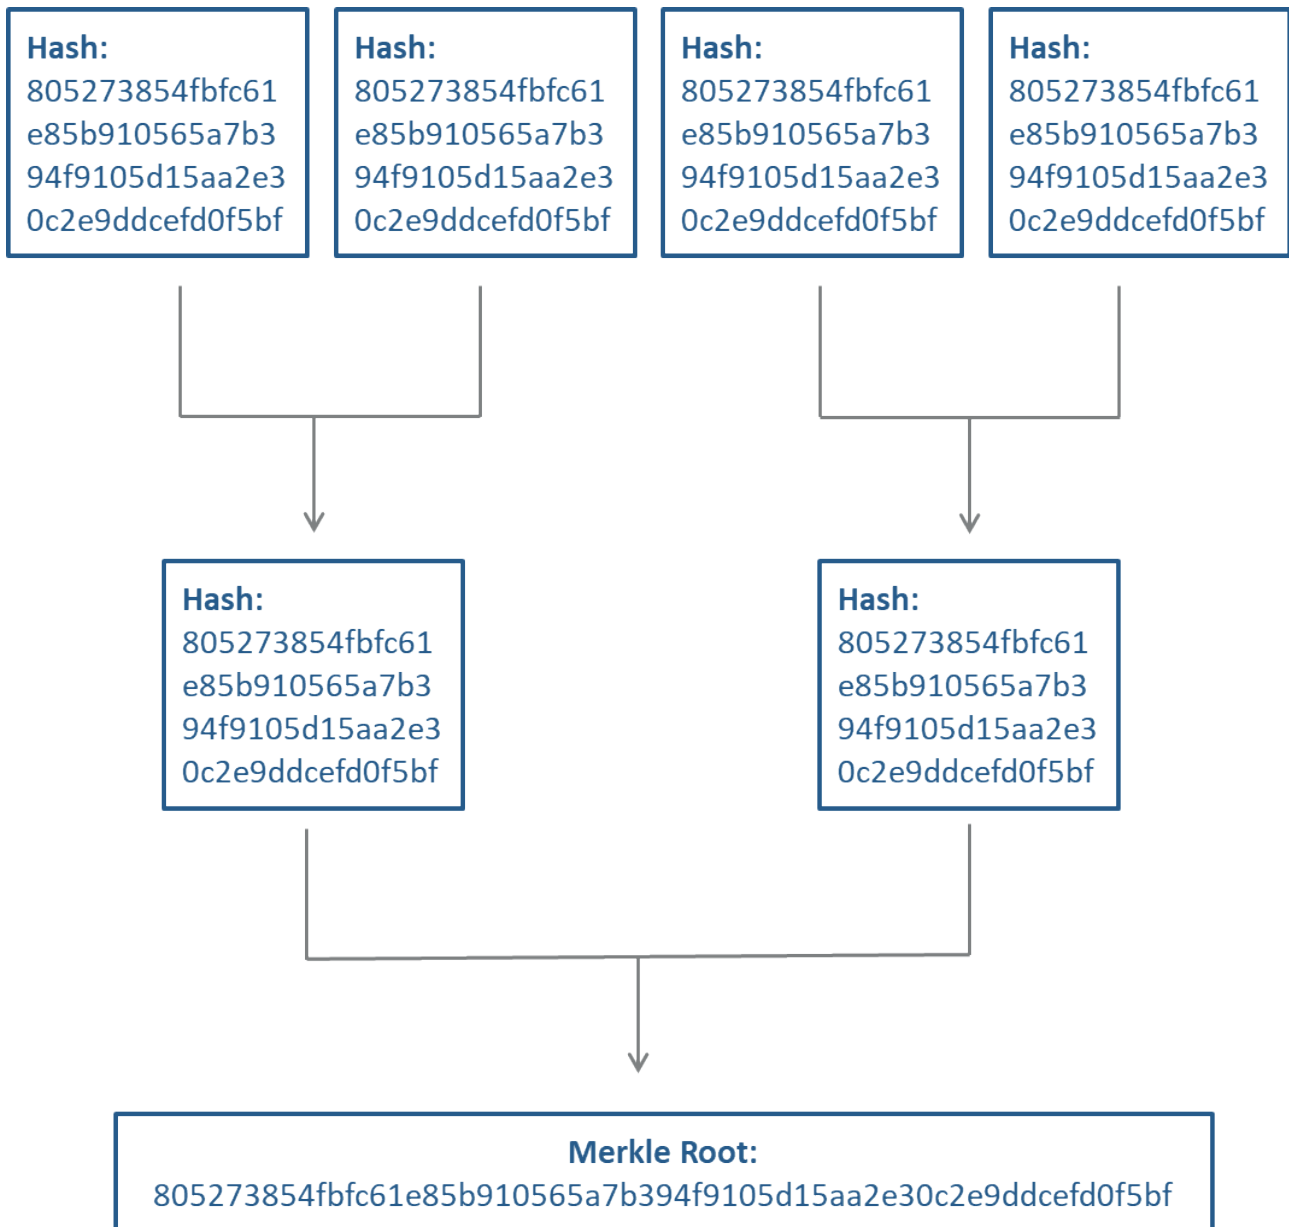 Hash:
805273854fbfc61
e85b910565a7b3
94f9105d15aa2e3
0c2e9ddcefd0f5bf
Hash:
805273854fbfc61
e85b910565a7b3
94f9105d15aa2e3
0c2e9ddcefd0f5bf
Hash:
805273854fbfc61
e85b910565a7b3
94f9105d15aa2e3
0c2e9ddcefd0f5bf
Hash:
805273854fbfc61
e85b910565a7b3
94f9105d15aa2e3
0c2e9ddcefd0f5bf
Hash:
805273854fbfc61
e85b910565a7b3
94f9105d15aa2e3
0c2e9ddcefd0f5bf
Hash:
805273854fbfc61
e85b910565a7b3
94f9105d15aa2e3
0c2e9ddcefd0f5bf
Merkle Root:
805273854fbfc61e85b910565a7b394f9105d15aa2e30c2e9ddcefd0f5bf